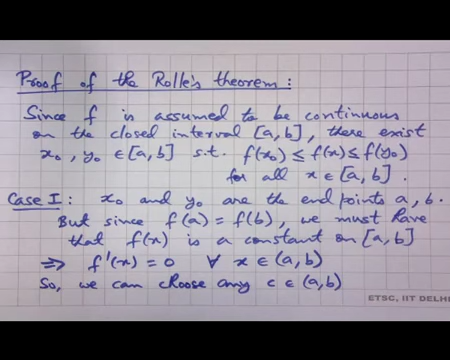 Proof of the Rolle's theorem :
Since f is assumed to be continuous
on the closed interval [a, b], there exist
x₀, y₀ ∈ [a, b] s.t. f(x₀) ≤ f(x) ≤ f(y₀)
for all x ∈ [a, b].
Case I : x₀ and y₀ are the end points a, b.
But since f(a) = f(b), we must have
that f(x) is a constant on [a, b]
⇒ f'(x) = 0 ∀ x ∈ (a, b)
So, we can choose any c ∈ (a, b)
ETSC, IIT DELHI